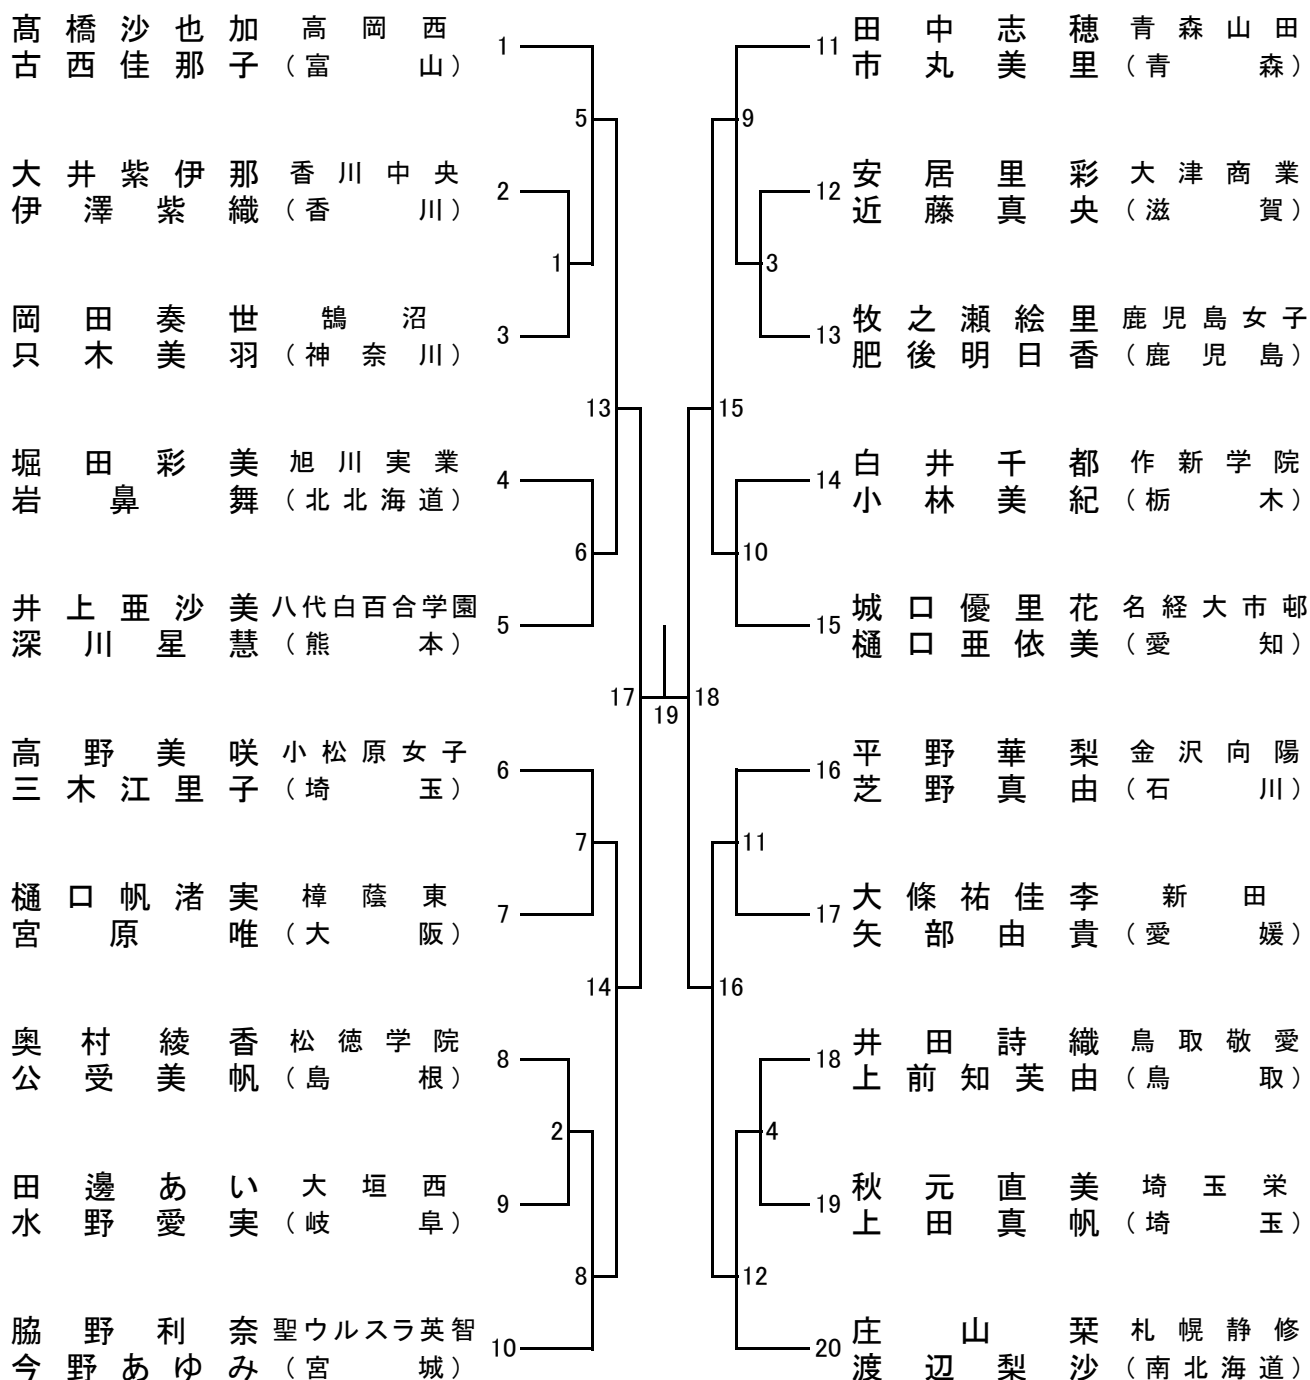 髙橋沙也加 高岡西
1
古西佳那子 (富山)
5
大井紫伊那 香川中央
2
伊澤紫織 (香川)
1
岡田奏世 鵠沼
3
只木美羽 (神奈川)
13
堀田彩美 旭川実業
4
岩鼻舞 (北北海道)
6
井上亜沙美 八代白百合学園
5
深川星慧 (熊本)
17
19
高野美咲 小松原女子
6
三木江里子 (埼玉)
7
樋口帆渚実 樟蔭東
7
宮原唯 (大阪)
14
奥村綾香 松徳学院
8
公受美帆 (島根)
2
田邊あい 大垣西
9
水野愛実 (岐阜)
8
脇野利奈 聖ウルスラ英智
10
今野あゆみ (宮城)
11
田中志穂 青森山田
市丸美里 (青森)
9
12
安居里彩 大津商業
近藤真央 (滋賀)
3
13
牧之瀬絵里 鹿児島女子
肥後明日香 (鹿児島)
15
14
白井千都 作新学院
小林美紀 (栃木)
10
15
城口優里花 名経大市邨
樋口亜依美 (愛知)
18
16
平野華梨 金沢向陽
芝野真由 (石川)
11
17
大條祐佳李 新田
矢部由貴 (愛媛)
16
18
井田詩織 鳥取敬愛
上前知芙由 (鳥取)
4
19
秋元直美 埼玉栄
上田真帆 (埼玉)
12
20
庄山栞 札幌静修
渡辺梨沙 (南北海道)